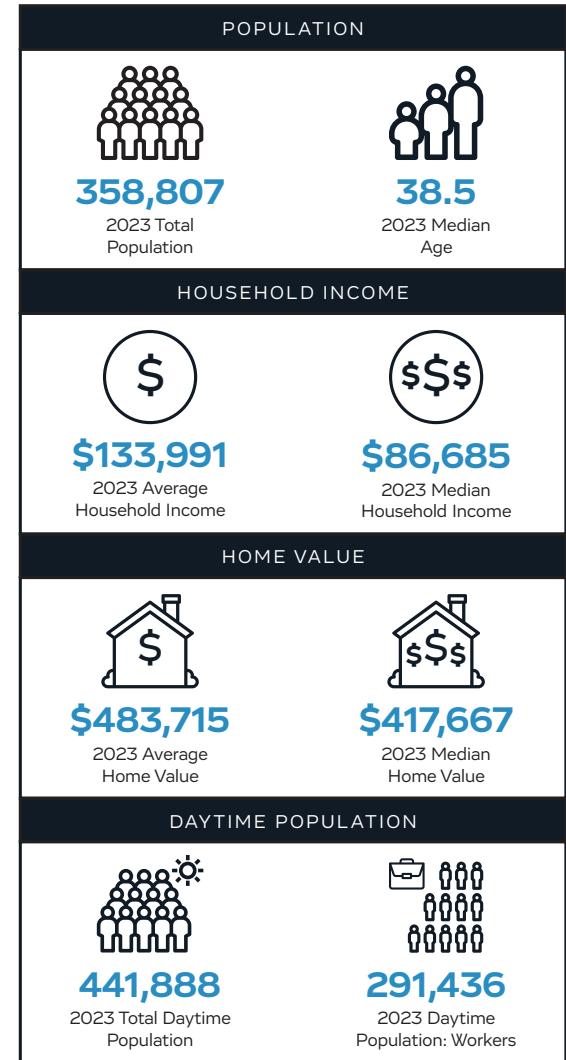 POPULATION
358,807
2023 Total
Population
38.5
2023 Median
Age
HOUSEHOLD INCOME
$
$133,991
2023 Average
Household Income
$$$
$86,685
2023 Median
Household Income
HOME VALUE
$
$483,715
2023 Average
Home Value
$$$
$417,667
2023 Median
Home Value
DAYTIME POPULATION
441,888
2023 Total Daytime
Population
291,436
2023 Daytime
Population: Workers